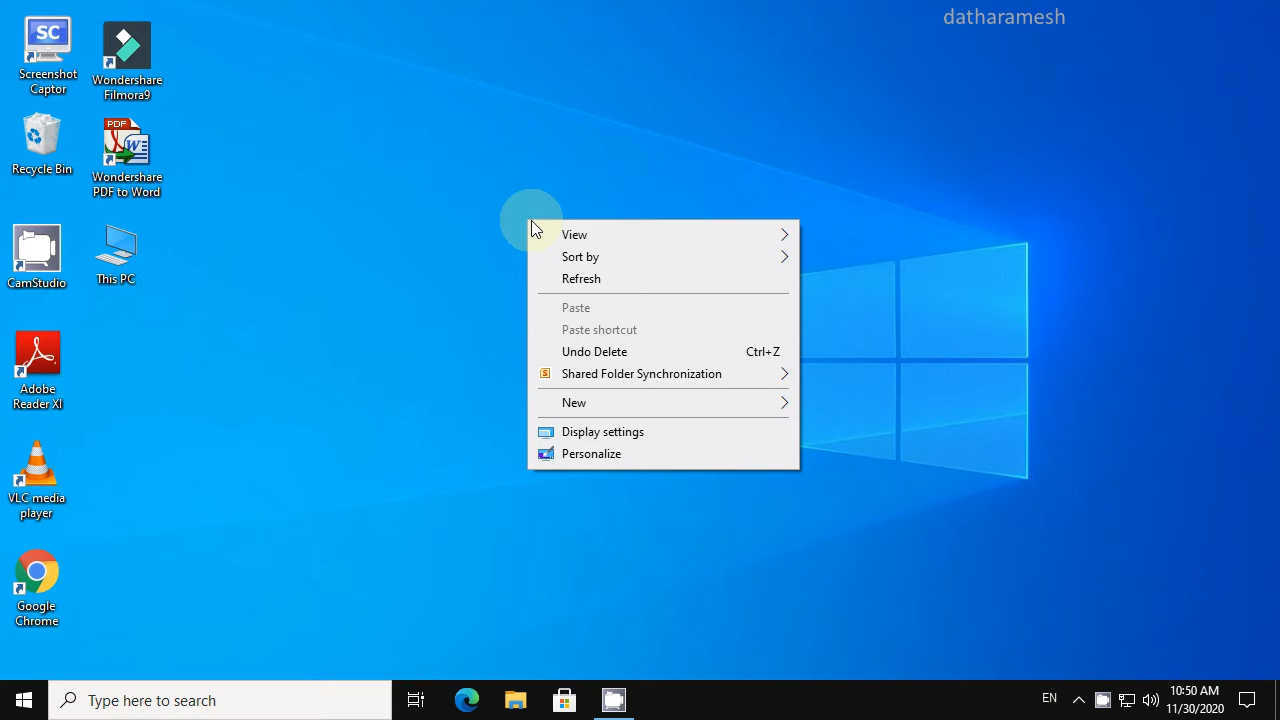 datharamesh
SC
Screenshot
Captor
Wondershare
Filmora9
Recycle Bin
PDF
W
Wondershare
PDF to Word
CamStudio
This PC
Adobe
Reader XI
VLC media
player
Google
Chrome
View
Sort by
Refresh
Paste
Paste shortcut
Undo Delete Ctrl+Z
S Shared Folder Synchronization
New
Display settings
Personalize
Type here to search
EN
10:50 AM
11/30/2020